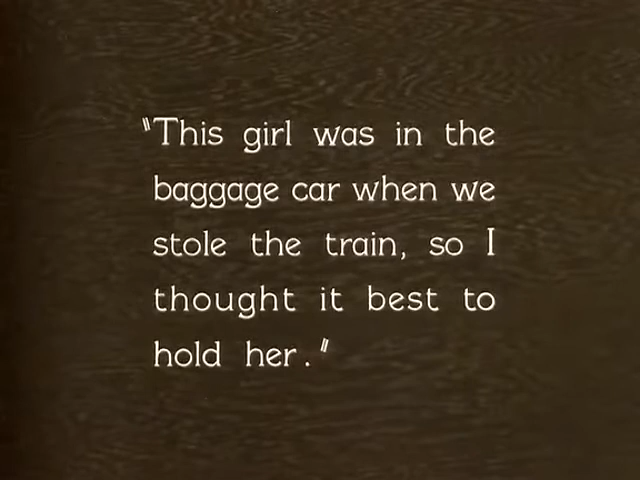 "This girl was in the
baggage car when we
stole the train, so I
thought it best to
hold her."